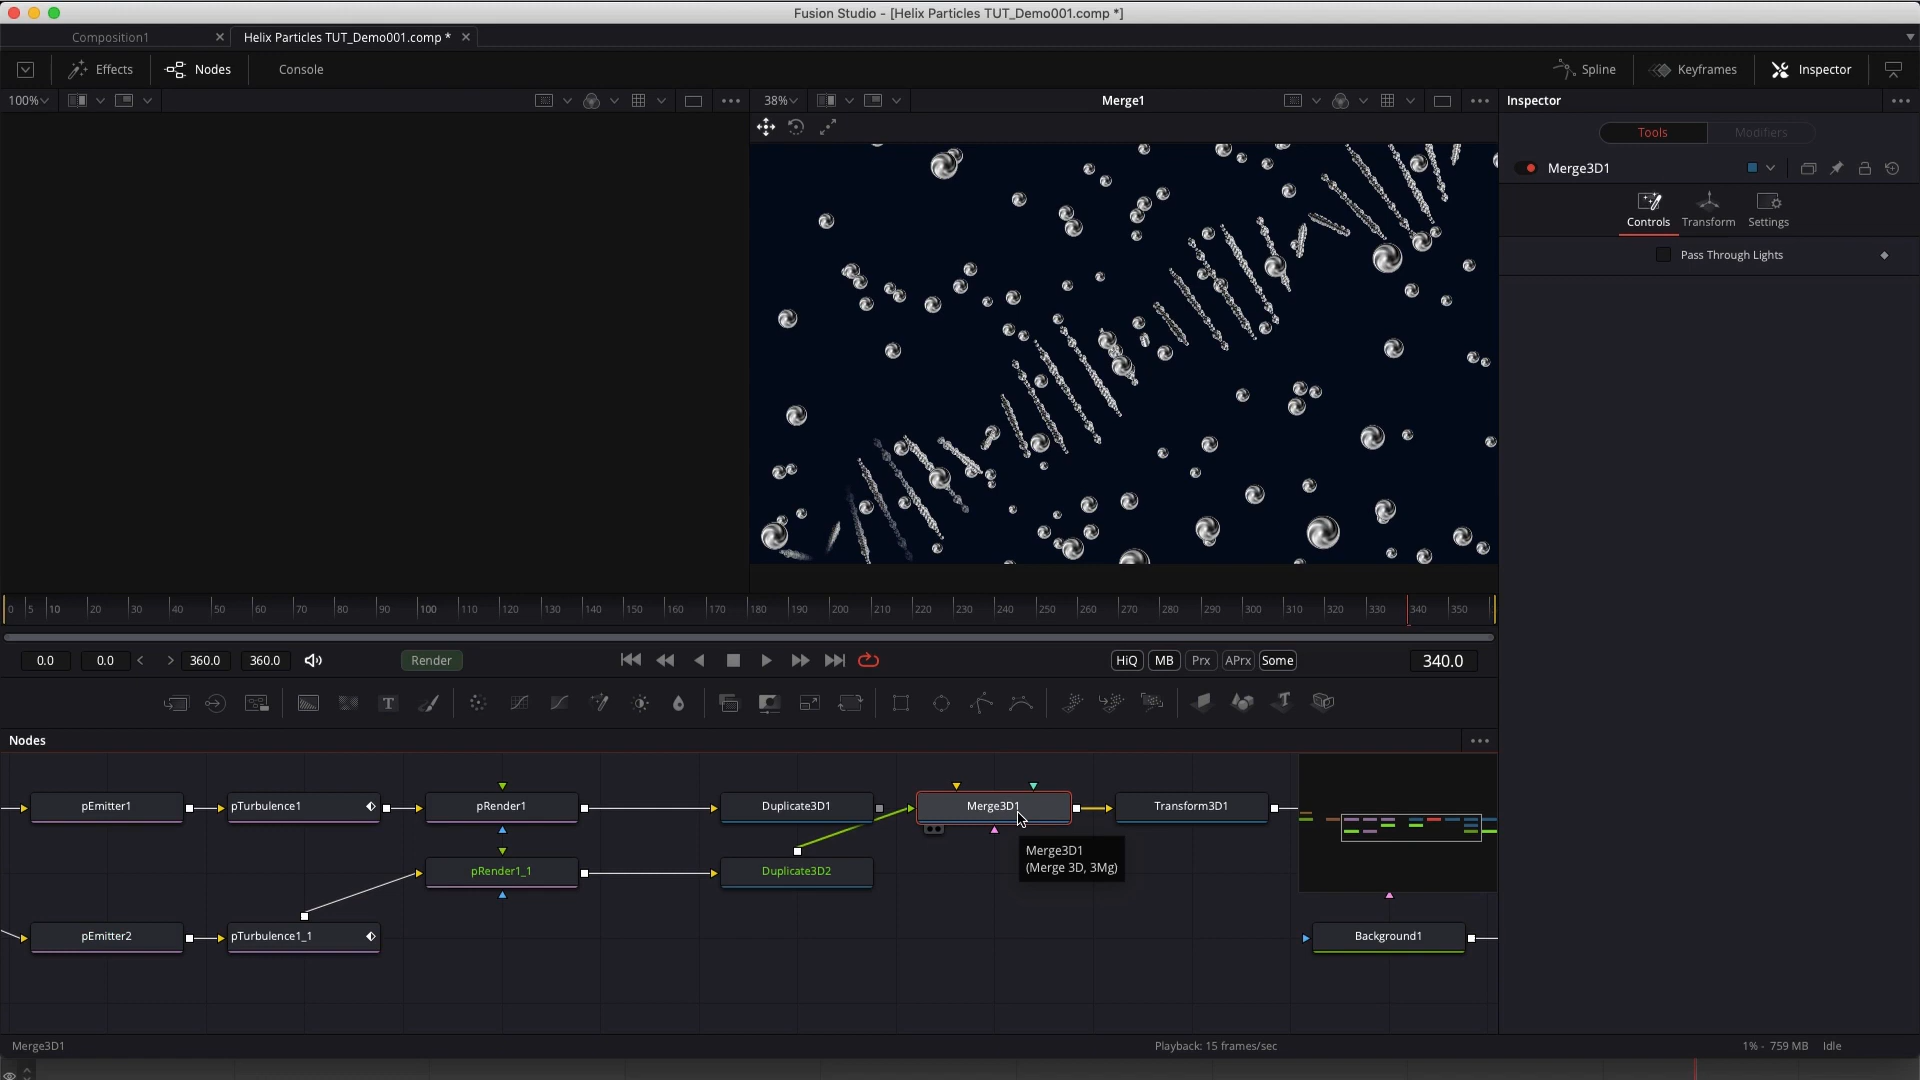 Fusion Studio - [Helix Particles TUT_Demo001.comp *]
Composition1
Helix Particles TUT_Demo001.comp *
Effects
Nodes
Console
Spline
Keyframes
Inspector
100%
38%
Merge1
Inspector
Tools
Modifiers
Merge3D1
Controls
Transform
Settings
Pass Through Lights
0 5 10 20 30 40 50 60 70 80 90 100 110 120 130 140 150 160 170 180 190 200 210 220 230 240 250 260 270 280 290 300 310 320 330 340 350
0.0
0.0
360.0
360.0
Render
HiQ
MB
Prx
APrx
Some
340.0
T
T
Nodes
pEmitter1
pTurbulence1
pRender1
Duplicate3D1
Merge3D1
Transform3D1
Merge3D1
(Merge 3D, 3Mg)
pRender1_1
Duplicate3D2
pEmitter2
pTurbulence1_1
Background1
Merge3D1
Playback: 15 frames/sec
1% - 759 MB
Idle